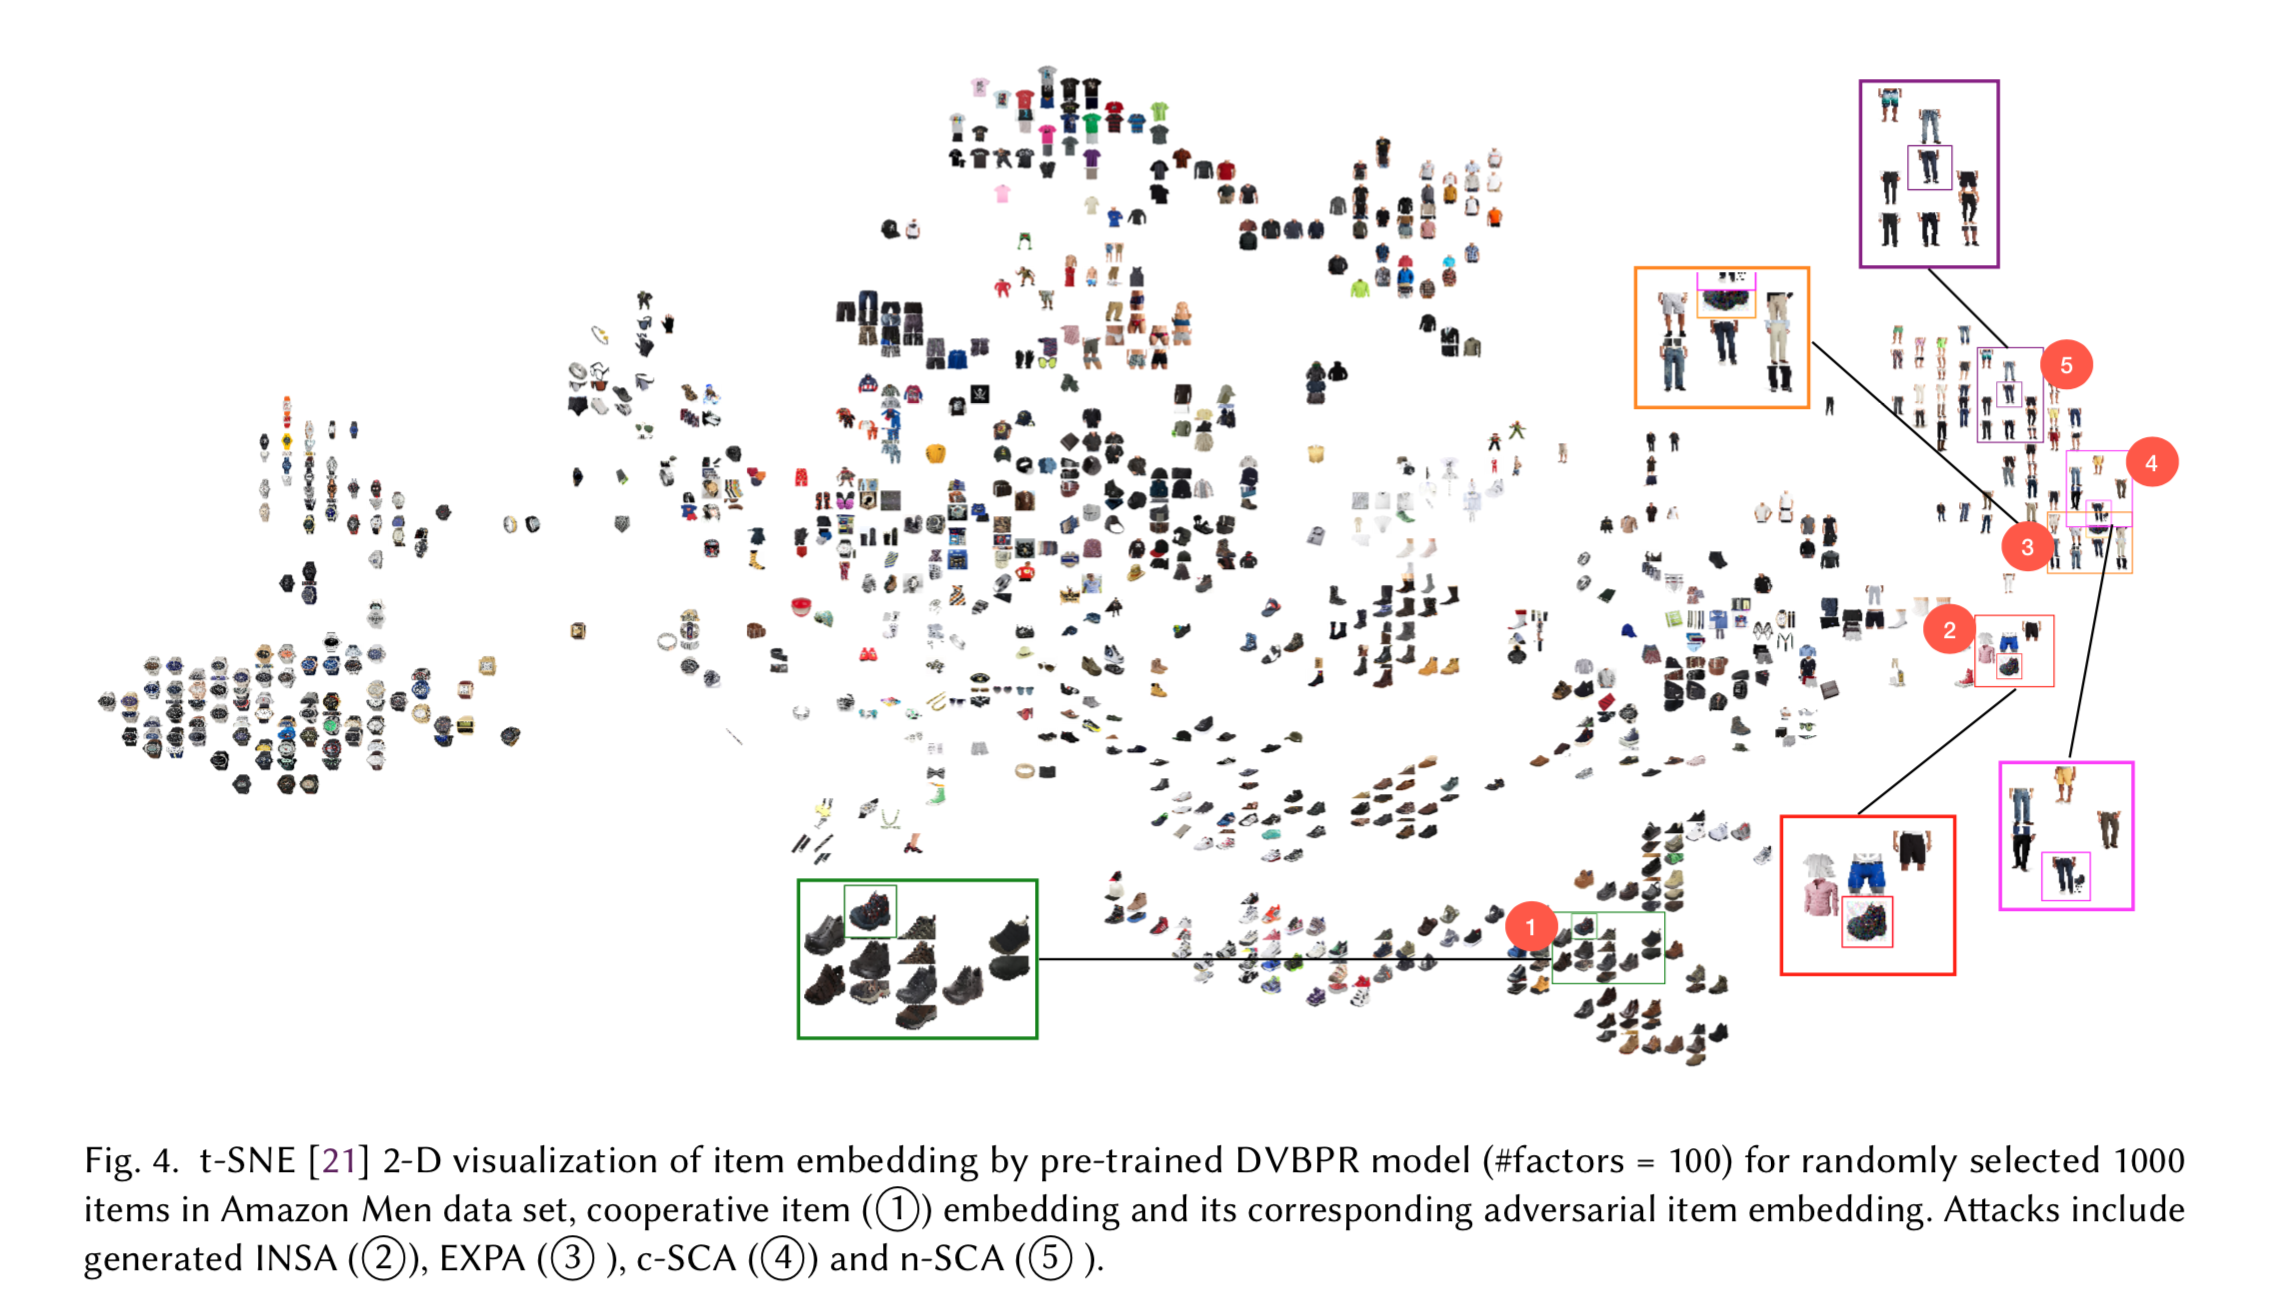 5
4
3
2
1
Fig. 4. t-SNE [21] 2-D visualization of item embedding by pre-trained DVBPR model (#factors = 100) for randomly selected 1000
items in Amazon Men data set, cooperative item (①) embedding and its corresponding adversarial item embedding. Attacks include
generated INSA (②), EXPA (③ ), c-SCA (④) and n-SCA (⑤ ).